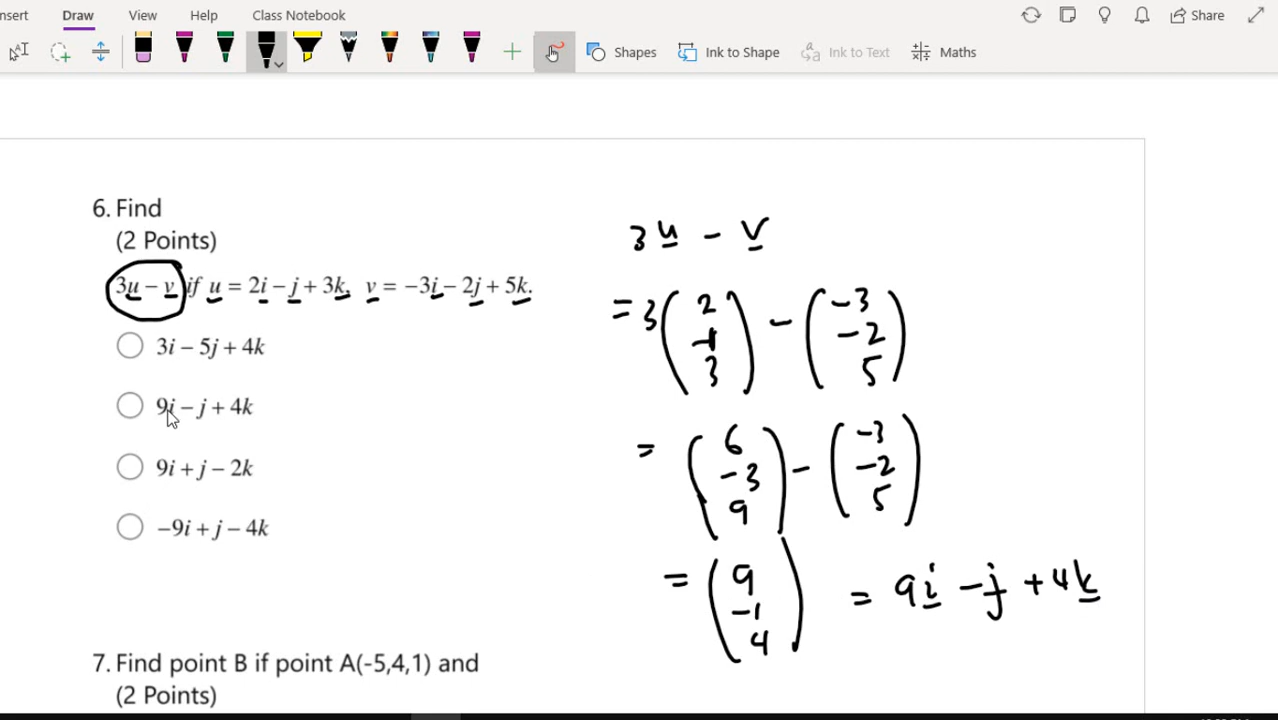 nsert Draw View Help Class Notebook Share
Shapes Ink to Shape Ink to Text Maths
6. Find
(2 Points)
3u − v if u = 2i − j + 3k, v = −3i − 2j + 5k.
3i − 5j + 4k
9i − j + 4k
9i + j − 2k
−9i + j − 4k
7. Find point B if point A(-5,4,1) and
(2 Points)
3u − v
= 3(2 −1 3) − (−3 −2 5)
= (6 −3 9) − (−3 −2 5)
= (9 −1 4) = 9i − j + 4k